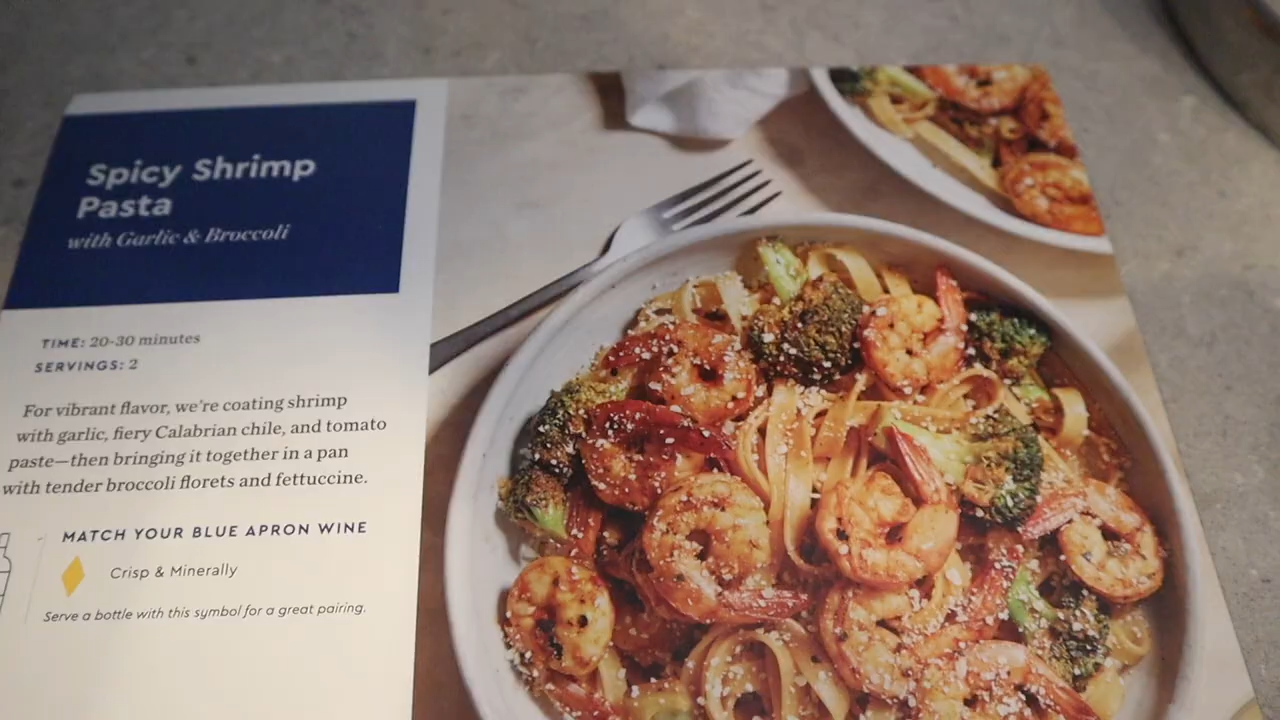 Spicy Shrimp
Pasta
with Garlic & Broccoli
TIME: 20-30 minutes
SERVINGS: 2
For vibrant flavor, we're coating shrimp
with garlic, fiery Calabrian chile, and tomato
paste—then bringing it together in a pan
with tender broccoli florets and fettuccine.
MATCH YOUR BLUE APRON WINE
Crisp & Minerally
Serve a bottle with this symbol for a great pairing.